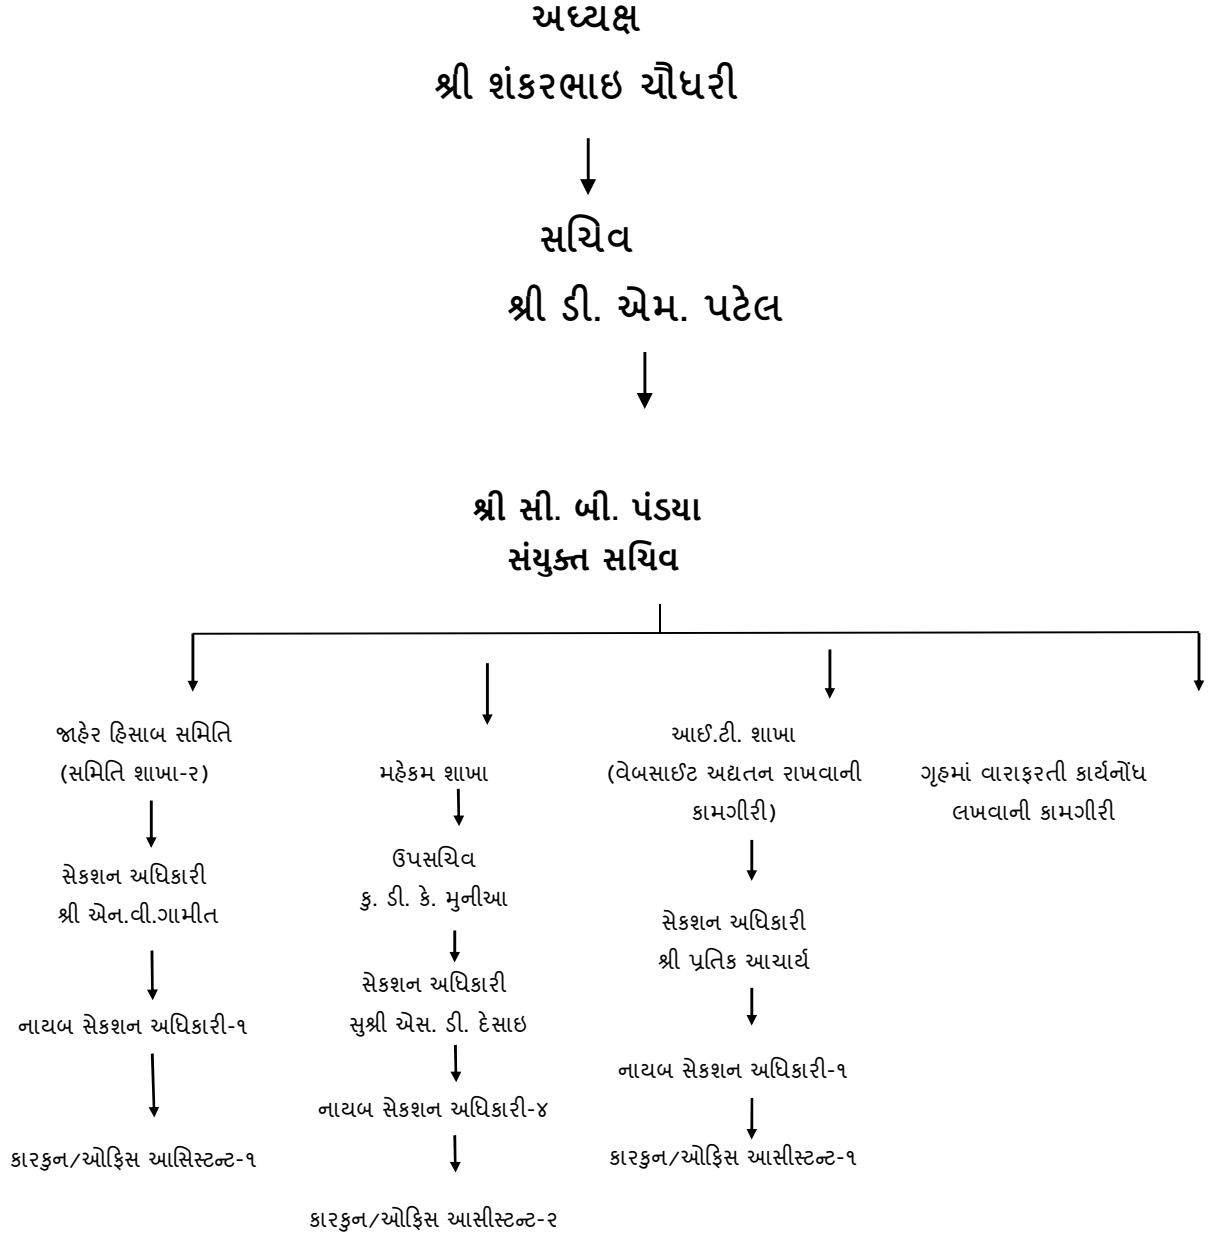 અધ્યક્ષ
શ્રી શંકરભાઇ ચૌધરી
સચિવ
શ્રી ડી. એમ. પટેલ
શ્રી સી. બી. પંડયા
સંયુક્ત સચિવ
જાહેર હિસાબ સમિતિ
(સમિતિ શાખા-૨)
સેકશન અધિકારી
શ્રી એન.વી.ગામીત
નાયબ સેકશન અધિકારી-૧
કારકુન/ઓફિસ આસિસ્ટન્ટ-૧
મહેકમ શાખા
ઉપસચિવ
કુ. ડી. કે. મુનીઆ
સેકશન અધિકારી
સુશ્રી એસ. ડી. દેસાઇ
નાયબ સેકશન અધિકારી-૪
કારકુન/ઓફિસ આસીસ્ટન્ટ-૨
આઈ.ટી. શાખા
(વેબસાઈટ અદ્યતન રાખવાની
કામગીરી)
સેકશન અધિકારી
શ્રી પ્રતિક આચાર્ય
નાયબ સેકશન અધિકારી-૧
કારકુન/ઓફિસ આસીસ્ટન્ટ-૧
ગૃહમાં વારાફરતી કાર્યનોંધ
લખવાની કામગીરી